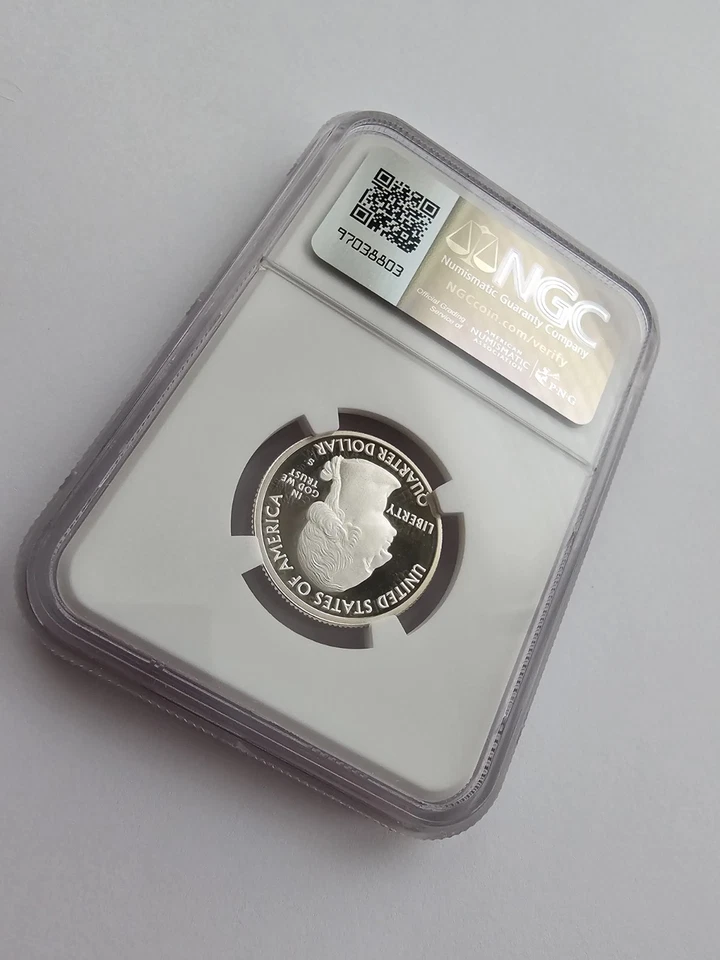 97038803
NGC
Numismatic Guaranty Company
NGCcoin.com/verify
Official Grading
Service of
AMERICAN
NUMISMATIC
ASSOCIATION
PNG
UNITED STATES OF AMERICA
LIBERTY
IN
GOD WE
TRUST
S
QUARTER DOLLAR